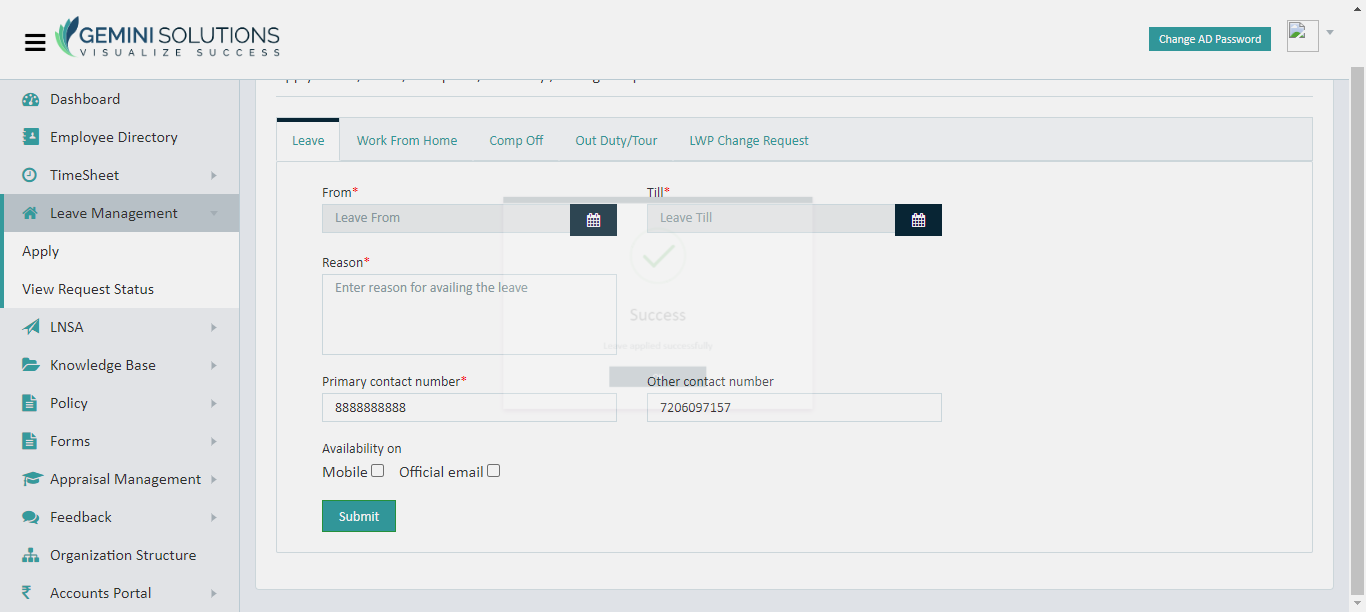 GEMINI SOLUTIONS
VISUALIZE SUCCESS
Change AD Password
Dashboard
Employee Directory
TimeSheet
Leave Management
Apply
View Request Status
LNSA
Knowledge Base
Policy
Forms
Appraisal Management
Feedback
Organization Structure
Accounts Portal
Leave Work From Home Comp Off Out Duty/Tour LWP Change Request
From* Till*
Leave From Leave Till
Reason*
Enter reason for availing the leave
Success
Leave applied successfully
Primary contact number* Other contact number
8888888888 7206097157
Availability on
Mobile Official email
Submit